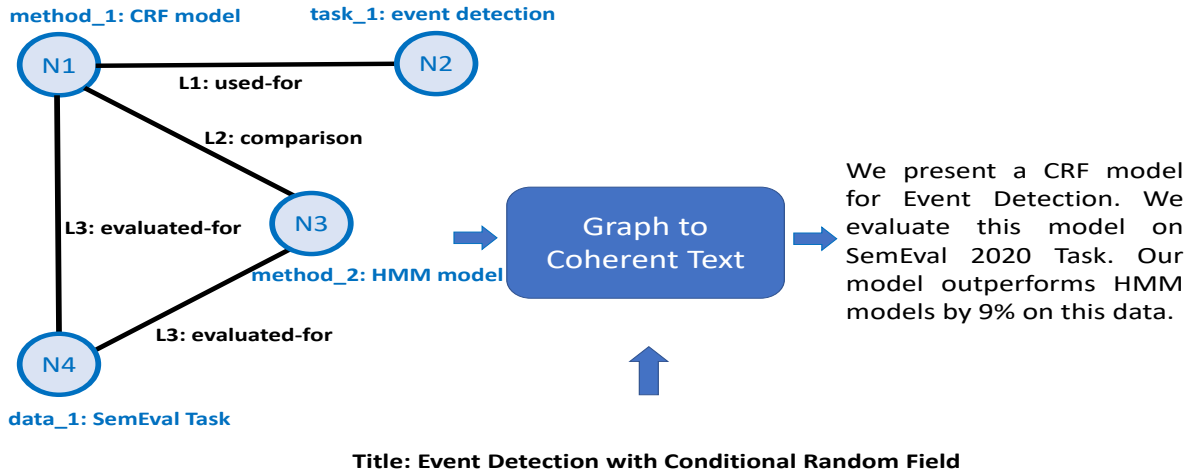 method_1: CRF model
task_1: event detection
N1
N2
L1: used-for
L2: comparison
L3: evaluated-for
N3
method_2: HMM model
L3: evaluated-for
N4
data_1: SemEval Task
Graph to
Coherent Text
We present a CRF model
for Event Detection. We
evaluate this model on
SemEval 2020 Task. Our
model outperforms HMM
models by 9% on this data.
Title: Event Detection with Conditional Random Field